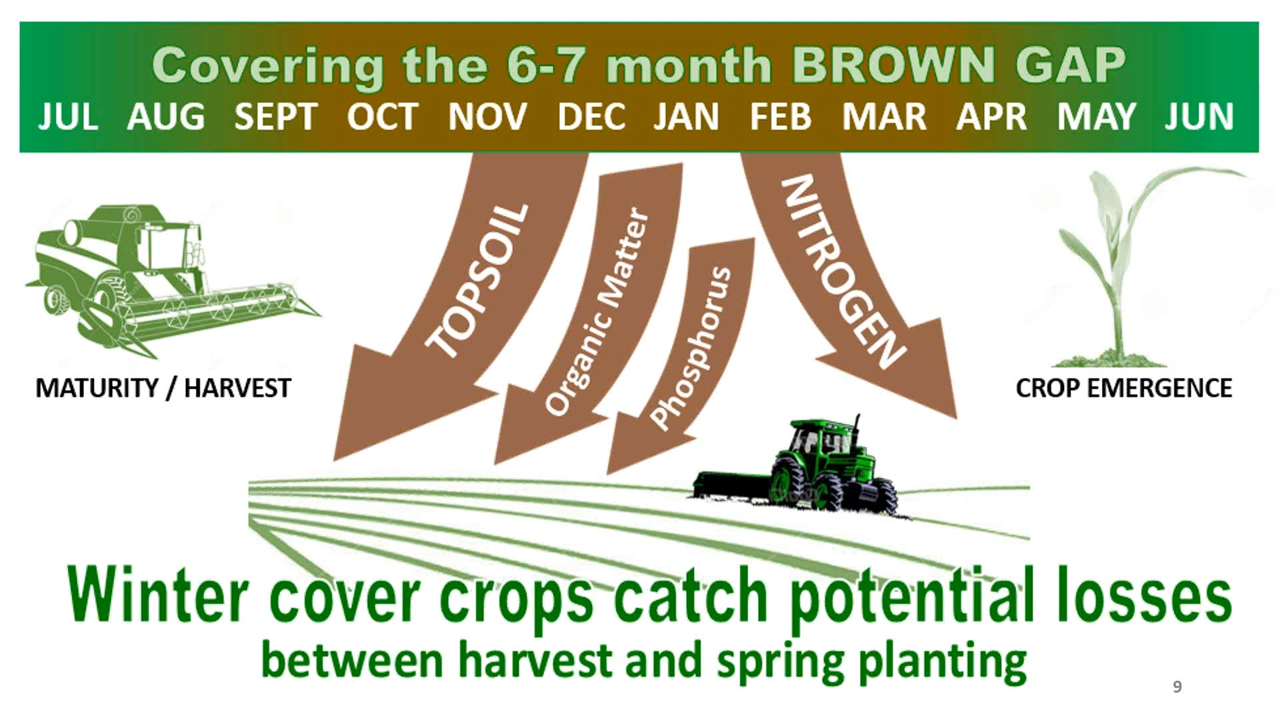 Covering the 6-7 month BROWN GAP
JUL AUG SEPT OCT NOV DEC JAN FEB MAR APR MAY JUN
TOPSOIL
Organic Matter
Phosphorus
NITROGEN
MATURITY / HARVEST
CROP EMERGENCE
Winter cover crops catch potential losses
between harvest and spring planting
9